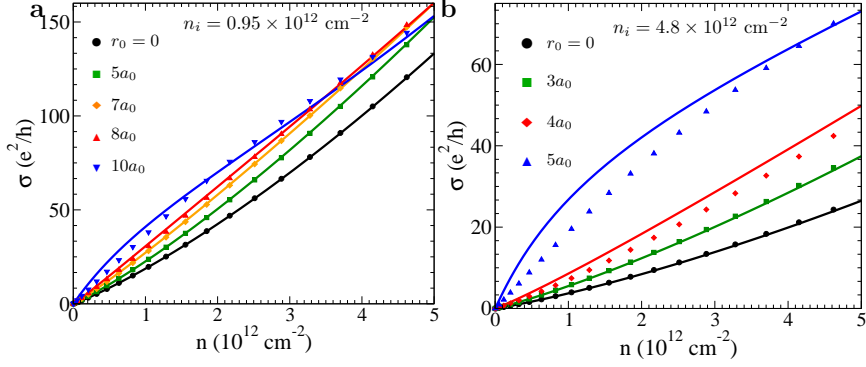 a
n_i = 0.95 × 10^12 cm^−2
r_0 = 0
5a_0
7a_0
8a_0
10a_0
σ (e^2/h)
0
50
100
150
0
1
2
3
4
5
n (10^12 cm^−2)
b
n_i = 4.8 × 10^12 cm^−2
r_0 = 0
3a_0
4a_0
5a_0
σ (e^2/h)
0
20
40
60
0
1
2
3
4
5
n (10^12 cm^−2)